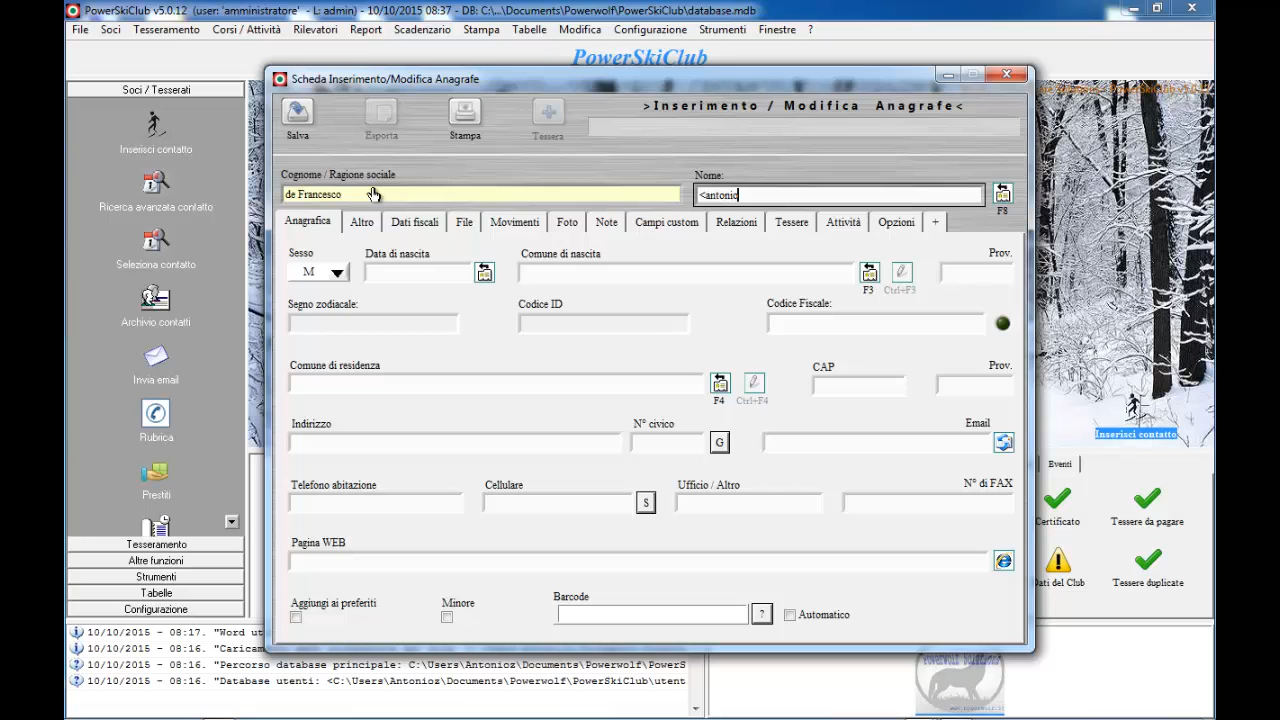 PowerSkiClub v5.0.12 (user: 'amministratore' - L: admin) - 10/10/2015 08:37 - DB: C:\...\Documents\Powerwolf\PowerSkiClub\database.mdb
File Soci Tesseramento Corsi / Attività Rilevatori Report Scadenzario Stampa Tabelle Modifica Configurazione Strumenti Finestre ?
PowerSkiClub
Soci / Tesserati
Inserisci contatto
Ricerca avanzata contatto
Seleziona contatto
Archivio contatti
Invia email
Rubrica
Prestiti
Tesseramento
Altre funzioni
Strumenti
Tabelle
Configurazione
Scheda Inserimento/Modifica Anagrafe
Salva Esporta Stampa Tessera
>Inserimento / Modifica Anagrafe<
Cognome / Ragione sociale Nome:
de Francesco <antonio
F8
Anagrafica Altro Dati fiscali File Movimenti Foto Note Campi custom Relazioni Tessere Attività Opzioni +
Sesso Data di nascita Comune di nascita Prov.
M
F3 Ctrl+F3
Segno zodiacale: Codice ID Codice Fiscale:
Comune di residenza CAP Prov.
F4 Ctrl+F4
Indirizzo N° civico Email
G
Telefono abitazione Cellulare Ufficio / Altro N° di FAX
S
Pagina WEB
Aggiungi ai preferiti Minore Barcode
? Automatico
Inserisci contatto
Eventi
Certificato Tessere da pagare
Dati del Club Tessere duplicate
10/10/2015 - 08:17. "Word ut
10/10/2015 - 08:16. "Caricam
10/10/2015 - 08:16. "Percorso database principale: C:\Users\Antonioz\Documents\Powerwolf\PowerS
10/10/2015 - 08:16. "Database utenti: <C:\Users\Antonioz\Documents\Powerwolf\PowerSkiClub\utent
Powerwolf Solutions